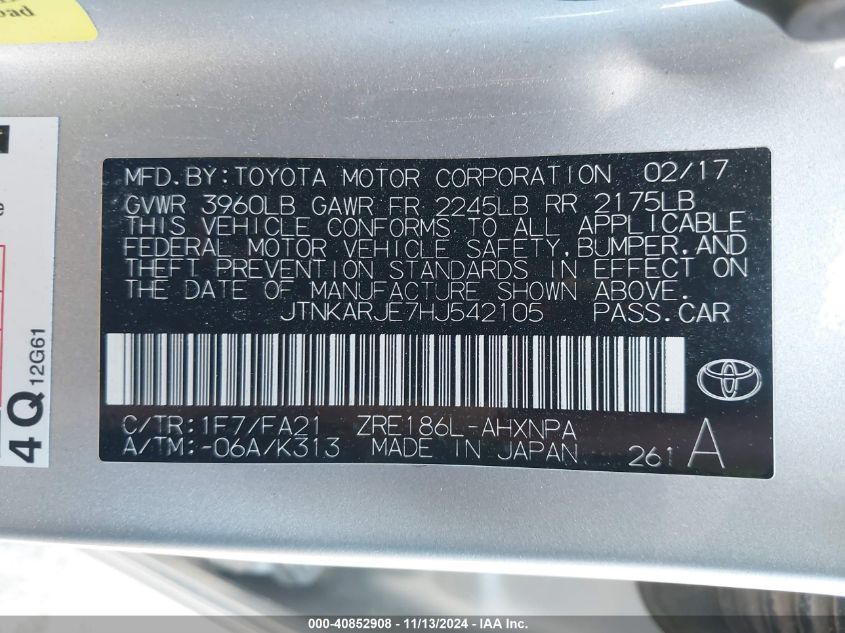 oad
MFD.BY:TOYOTA MOTOR CORPORATION 02/17
GVWR 3960LB GAWR FR 2245LB RR 2175LB
THIS VEHICLE CONFORMS TO ALL APPLICABLE
FEDERAL MOTOR VEHICLE SAFETY,BUMPER,AND
THEFT PREVENTION STANDARDS IN EFFECT ON
THE DATE OF MANUFACTURE SHOWN ABOVE.
JTNKARJE7HJ542105 PASS.CAR
C/TR:1F7/FA21 ZRE186L-AHXNPA
A/TM:-06A/K313 MADE IN JAPAN 261 A
4Q 12G61
000-40852908 - 11/13/2024 - IAA Inc.